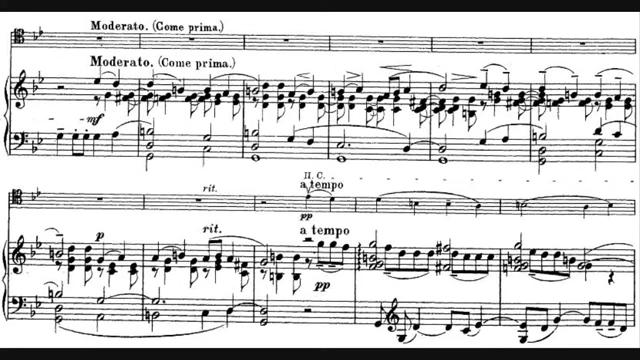 Moderato. (Come prima.)
Moderato. (Come prima.)
mf
II. C.
rit. a tempo
pp
p rit. a tempo
pp